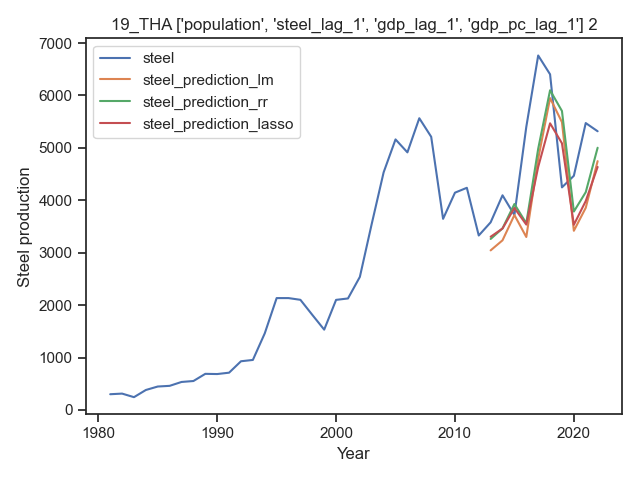 19_THA ['population', 'steel_lag_1', 'gdp_lag_1', 'gdp_pc_lag_1'] 2
7000
6000
5000
4000
3000
2000
1000
0
Steel production
steel
steel_prediction_lm
steel_prediction_rr
steel_prediction_lasso
1980
1990
2000
2010
2020
Year